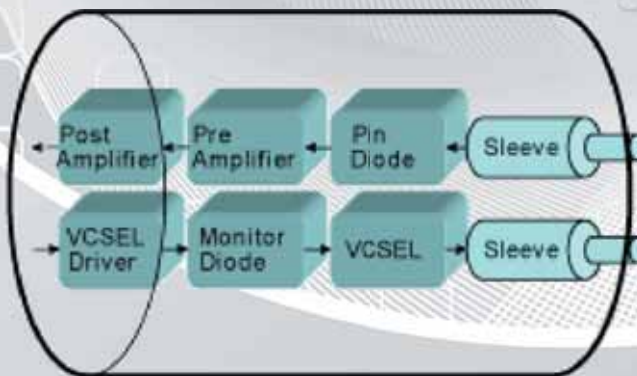 Post
Amplifier
Pre
Amplifier
Pin
Diode
Sleeve
VCSEL
Driver
Monitor
Diode
VCSEL
Sleeve